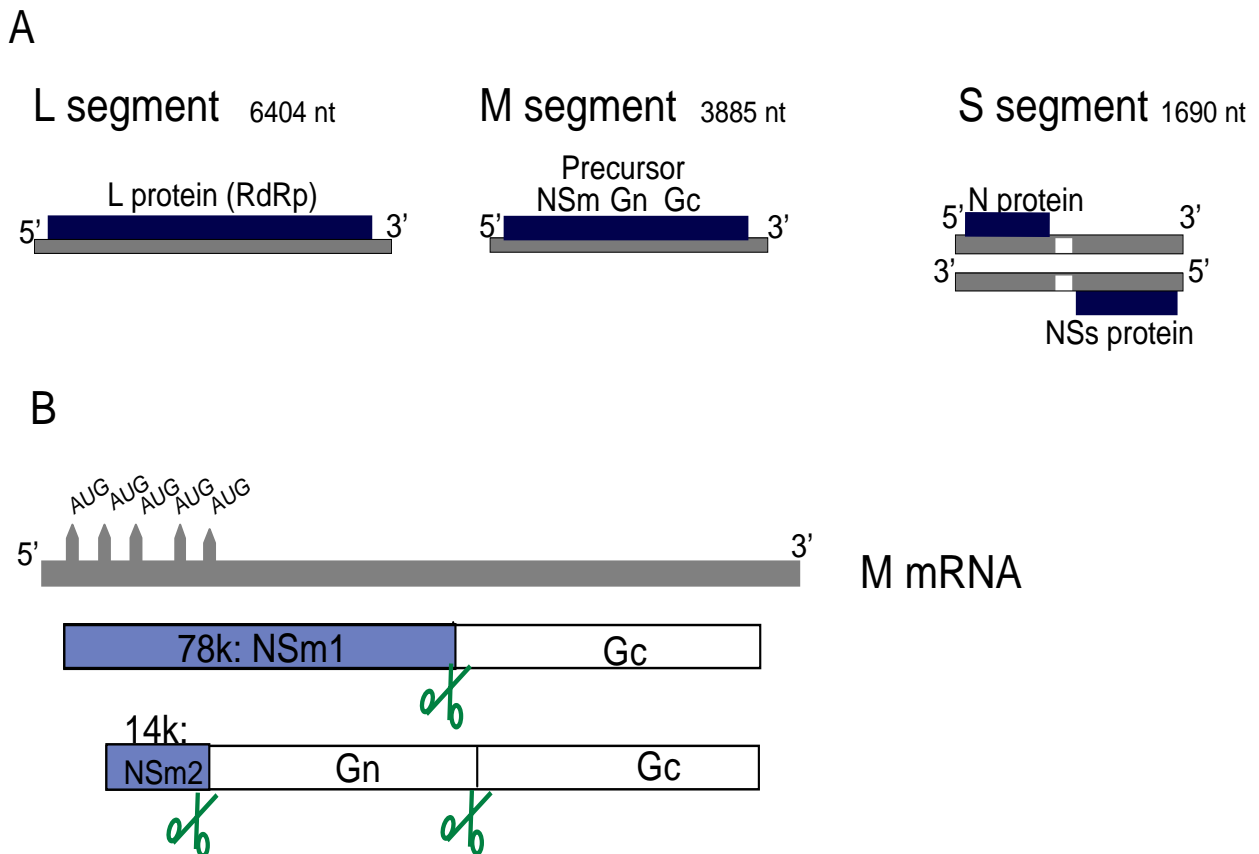 A
L segment 6404 nt
M segment 3885 nt
S segment 1690 nt
L protein (RdRp)
5’ 3’
Precursor
NSm Gn Gc
5’ 3’
N protein
5’ 3’
3’ 5’
NSs protein
B
AUG AUG AUG AUG AUG
5’ 3’
M mRNA
78k: NSm1 Gc
14k:
NSm2 Gn Gc